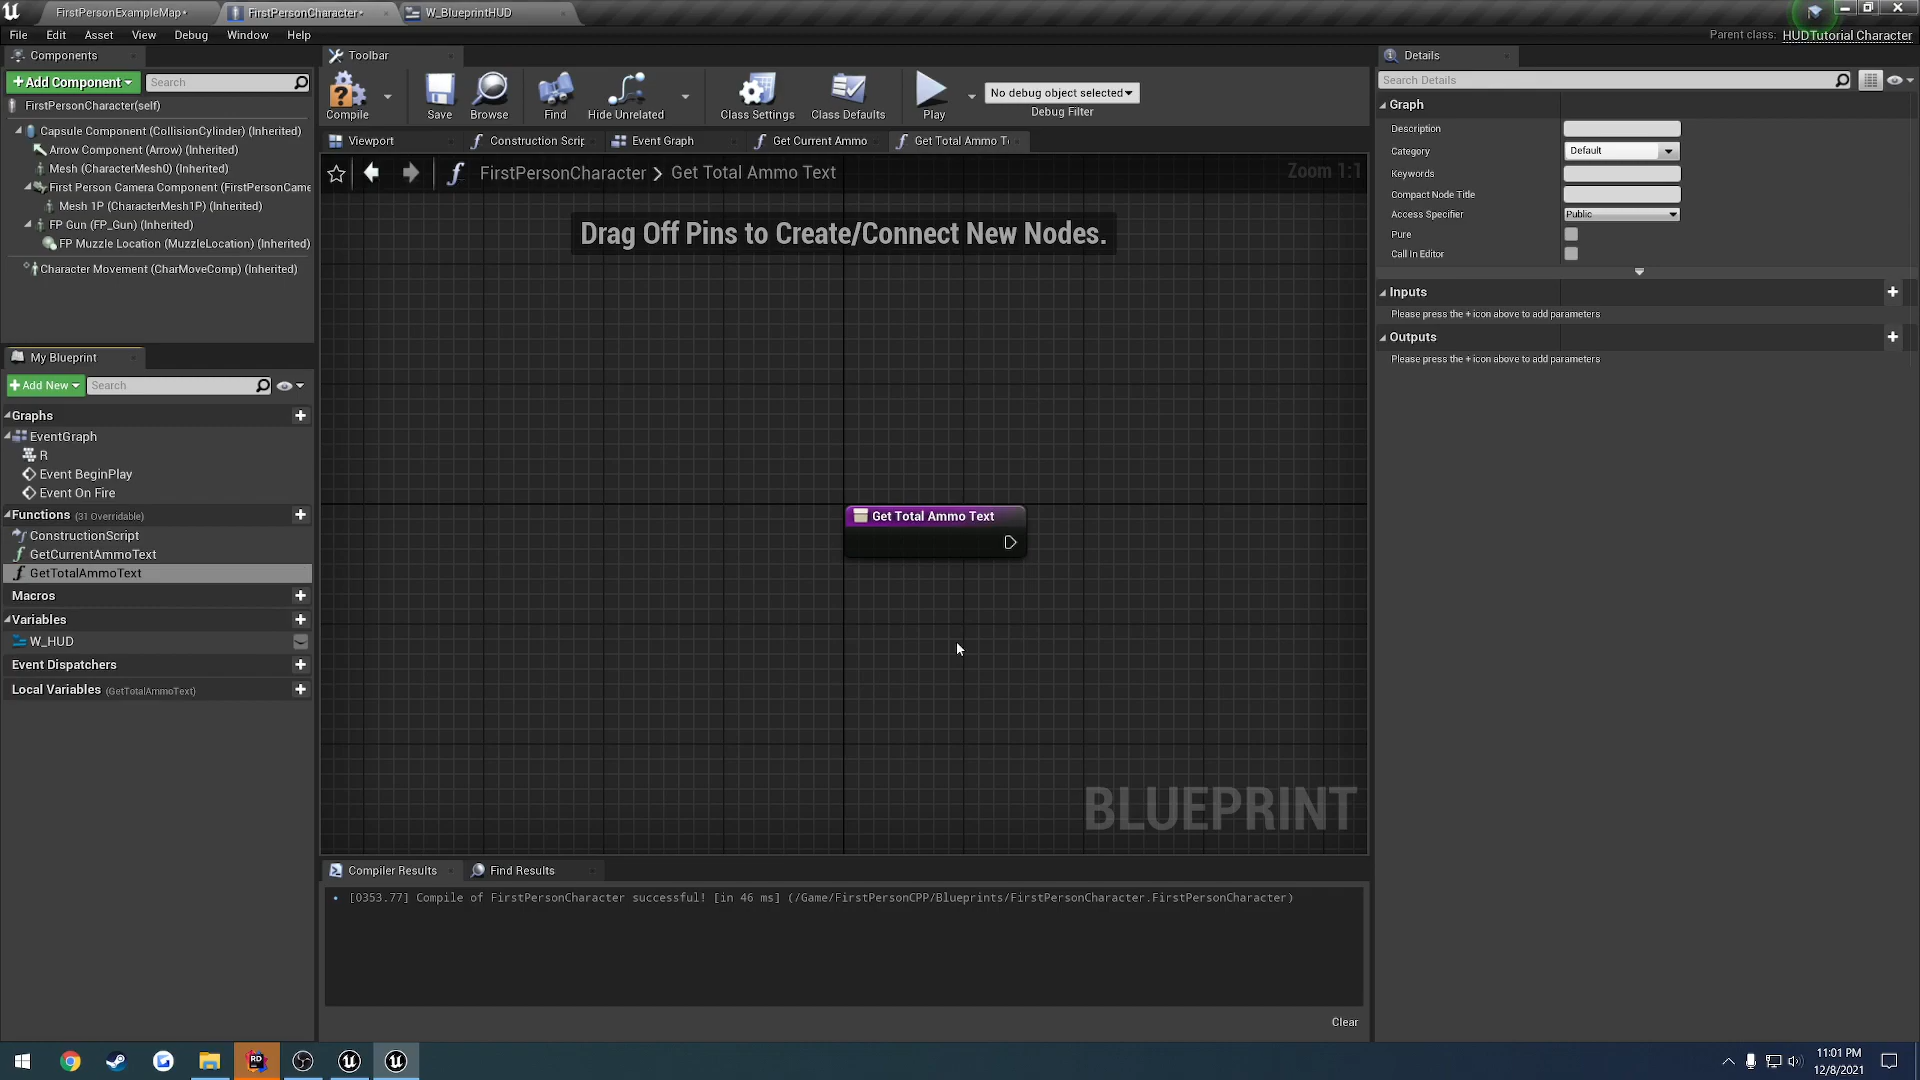 FirstPersonExampleMap*
FirstPersonCharacter*
W_BlueprintHUD
File Edit Asset View Debug Window Help
Parent class: HUDTutorial Character
Components
+Add Component
Search
FirstPersonCharacter(self)
Capsule Component (CollisionCylinder) (Inherited)
Arrow Component (Arrow) (Inherited)
Mesh (CharacterMesh0) (Inherited)
First Person Camera Component (FirstPersonCame
Mesh 1P (CharacterMesh1P) (Inherited)
FP Gun (FP_Gun) (Inherited)
FP Muzzle Location (MuzzleLocation) (Inherited)
Character Movement (CharMoveComp) (Inherited)
My Blueprint
+Add New
Search
Graphs
EventGraph
R
Event BeginPlay
Event On Fire
Functions (31 Overridable)
ConstructionScript
GetCurrentAmmoText
GetTotalAmmoText
Macros
Variables
W_HUD
Event Dispatchers
Local Variables (GetTotalAmmoText)
Toolbar
Compile
Save
Browse
Find
Hide Unrelated
Class Settings
Class Defaults
Play
No debug object selected
Debug Filter
Viewport
Construction Scrip
Event Graph
Get Current Ammo
Get Total Ammo T
FirstPersonCharacter > Get Total Ammo Text
Zoom 1:1
Drag Off Pins to Create/Connect New Nodes.
Get Total Ammo Text
BLUEPRINT
Compiler Results
Find Results
[0353.77] Compile of FirstPersonCharacter successful! [in 46 ms] (/Game/FirstPersonCPP/Blueprints/FirstPersonCharacter.FirstPersonCharacter)
Clear
Details
Search Details
Graph
Description
Category
Default
Keywords
Compact Node Title
Access Specifier
Public
Pure
Call In Editor
Inputs
Please press the + icon above to add parameters
Outputs
Please press the + icon above to add parameters
RD
11:01 PM
12/8/2021